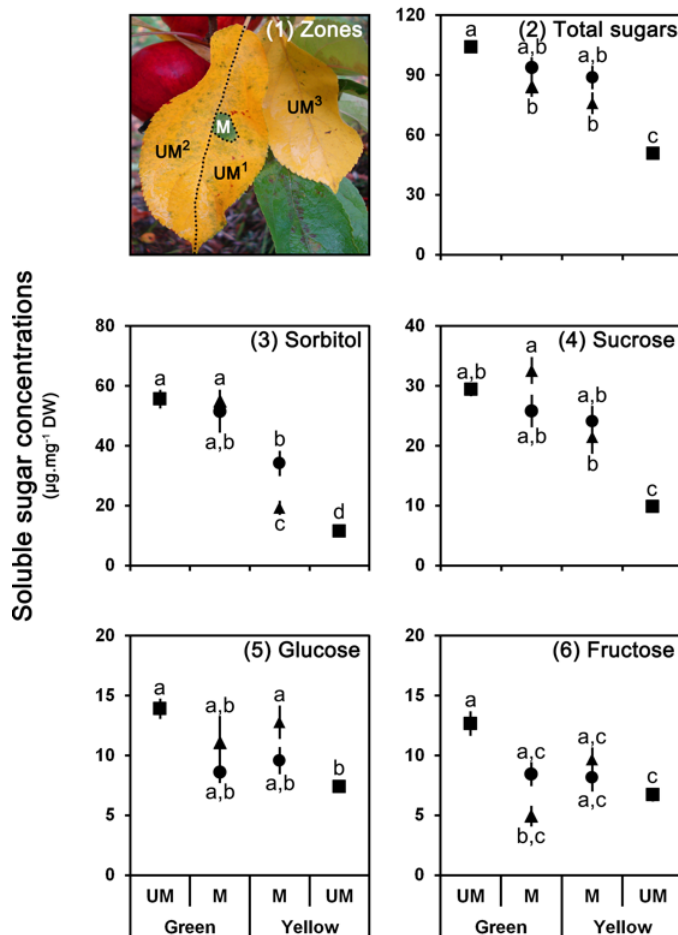 (1) Zones
UM³
M
UM²
UM¹
(2) Total sugars
120
90
60
30
0
a
a,b
b
a,b
b
c
Soluble sugar concentrations
(µg.mg⁻¹ DW)
(3) Sorbitol
80
60
40
20
0
a
a
a,b
b
c
d
(4) Sucrose
40
30
20
10
0
a,b
a
a,b
a,b
b
c
(5) Glucose
20
15
10
5
0
a
a,b
a,b
a
a,b
b
(6) Fructose
20
15
10
5
0
a
a,c
b,c
a
a,c
c
UM M M UM
Green Yellow
UM M M UM
Green Yellow